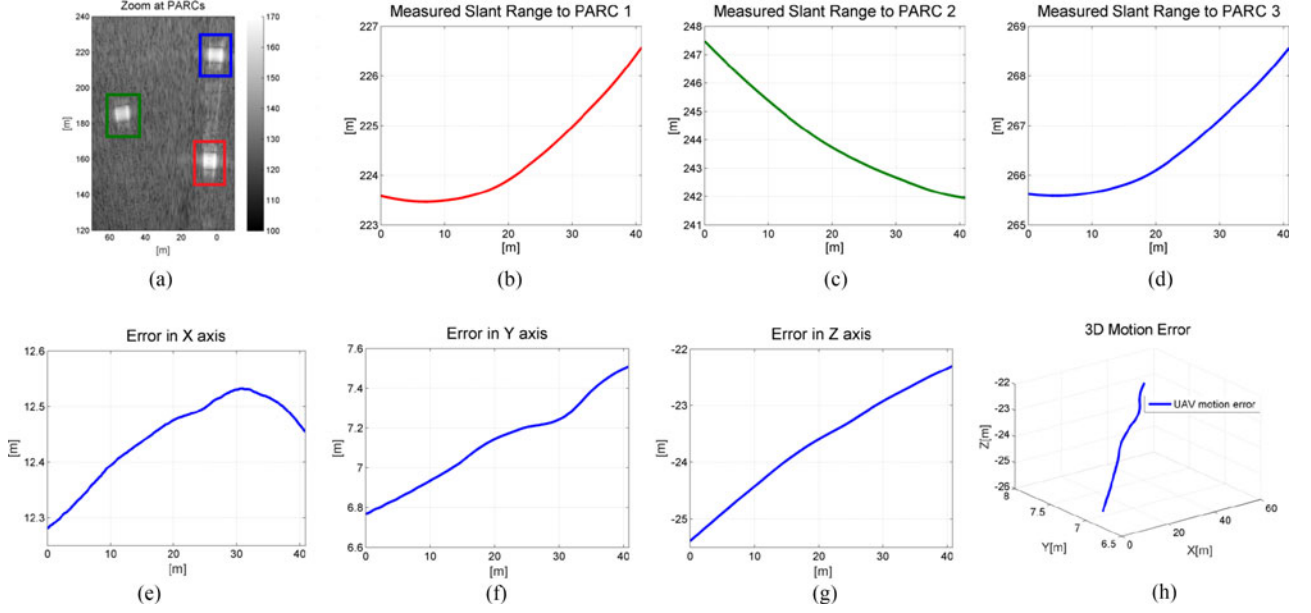 Zoom at PARCs
240
220
200
180
160
140
120
60 40 20 0
[m]
[m]
170
160
150
140
130
120
110
100
(a)
Measured Slant Range to PARC 1
227
226
225
224
223
0 10 20 30 40
[m]
[m]
(b)
Measured Slant Range to PARC 2
248
247
246
245
244
243
242
241
0 10 20 30 40
[m]
[m]
(c)
Measured Slant Range to PARC 3
269
268
267
266
265
0 10 20 30 40
[m]
[m]
(d)
Error in X axis
12.6
12.5
12.4
12.3
0 10 20 30 40
[m]
[m]
(e)
Error in Y axis
7.6
7.4
7.2
7
6.8
6.6
0 10 20 30 40
[m]
[m]
(f)
Error in Z axis
-22
-23
-24
-25
0 10 20 30 40
[m]
[m]
(g)
3D Motion Error
-22
-23
-24
-25
-26
Z[m]
UAV motion error
8
7.5
7
6.5
Y[m]
0
20
40
60
X[m]
(h)